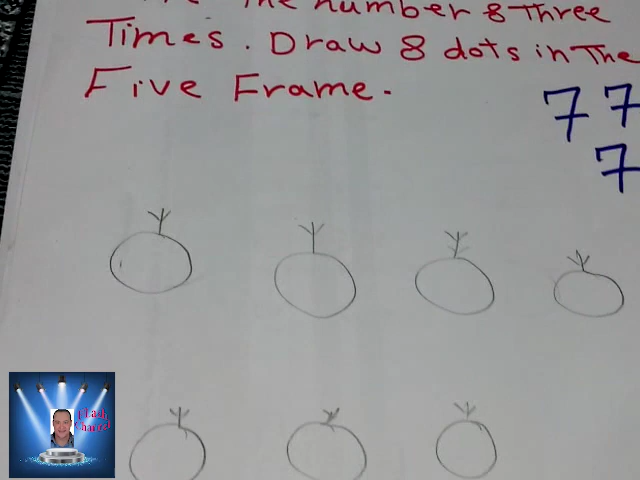 The number 8 Three
Times. Draw 8 dots in The
Five Frame.
7 7
7